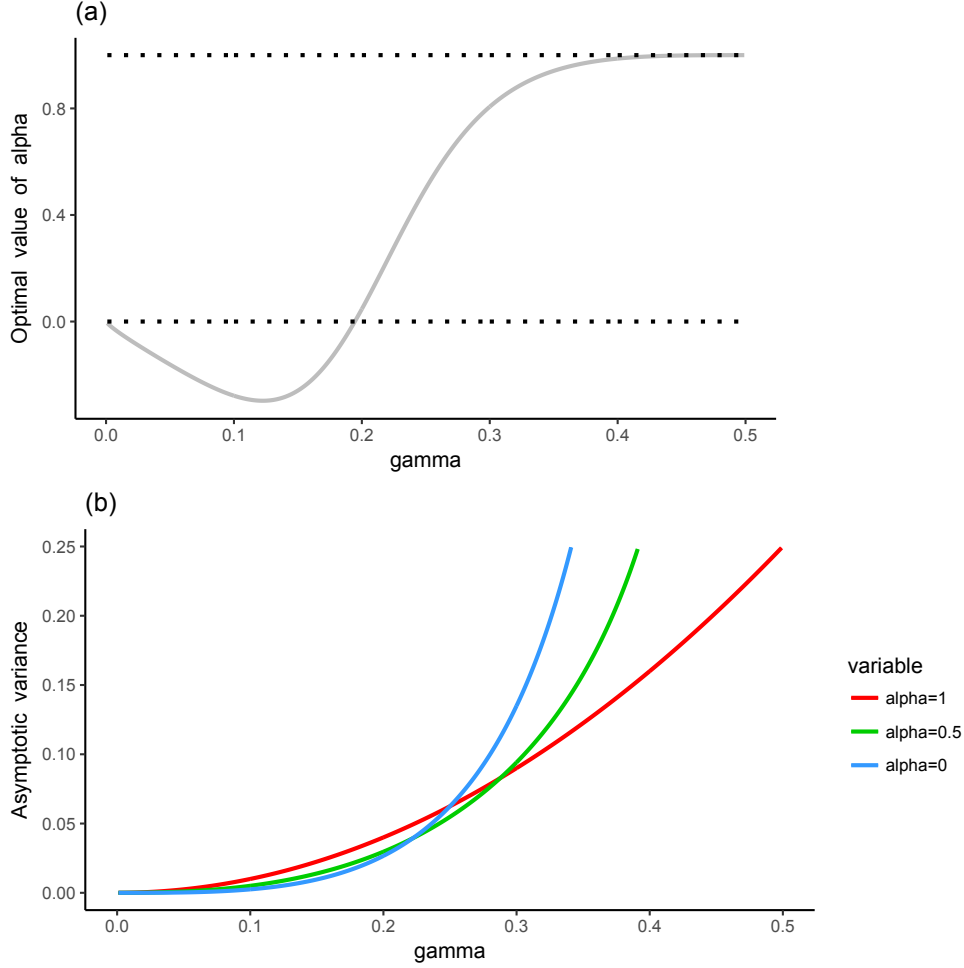 (a)
Optimal value of alpha
0.8
0.4
0.0
0.0 0.1 0.2 0.3 0.4 0.5
gamma
(b)
Asymptotic variance
0.25
0.20
0.15
0.10
0.05
0.00
0.0 0.1 0.2 0.3 0.4 0.5
gamma
variable
alpha=1
alpha=0.5
alpha=0